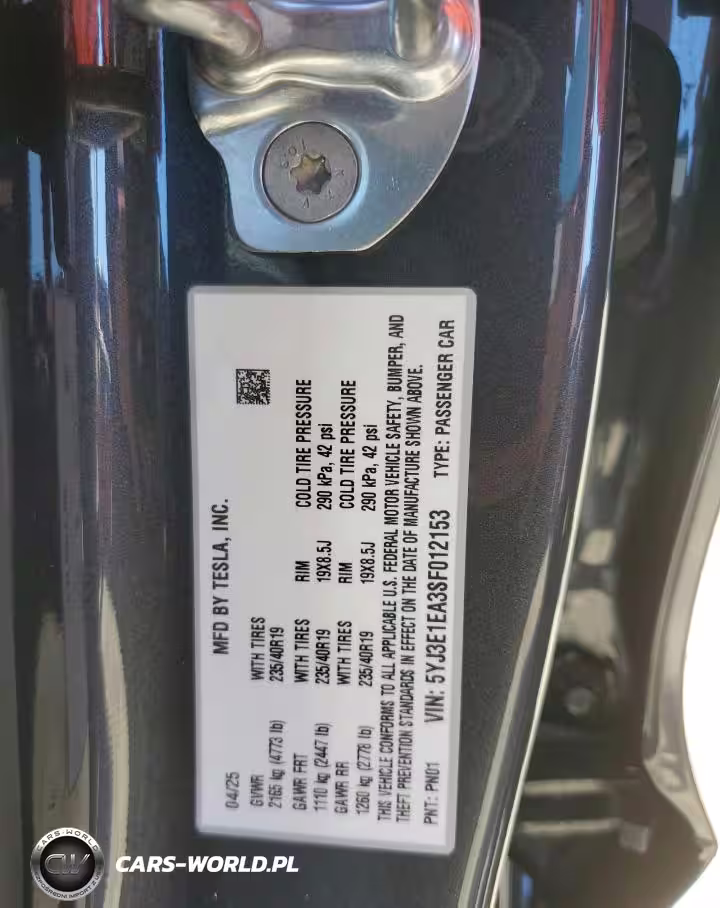 MFD BY TESLA, INC.
04/25
GVWR WITH TIRES
2165 kg (4773 lb) 235/40R19
GAWR FRT WITH TIRES RIM COLD TIRE PRESSURE
1110 kg (2447 lb) 235/40R19 19X8.5J 290 kPa, 42 psi
GAWR RR WITH TIRES RIM COLD TIRE PRESSURE
1260 kg (2778 lb) 235/40R19 19X8.5J 290 kPa, 42 psi
THIS VEHICLE CONFORMS TO ALL APPLICABLE U.S. FEDERAL MOTOR VEHICLE SAFETY, BUMPER, AND
THEFT PREVENTION STANDARDS IN EFFECT ON THE DATE OF MANUFACTURE SHOWN ABOVE.
PNT: PN01 VIN: 5YJ3E1EA3SF012153 TYPE: PASSENGER CAR
CARS-WORLD
CW
CARS-WORLD.PL